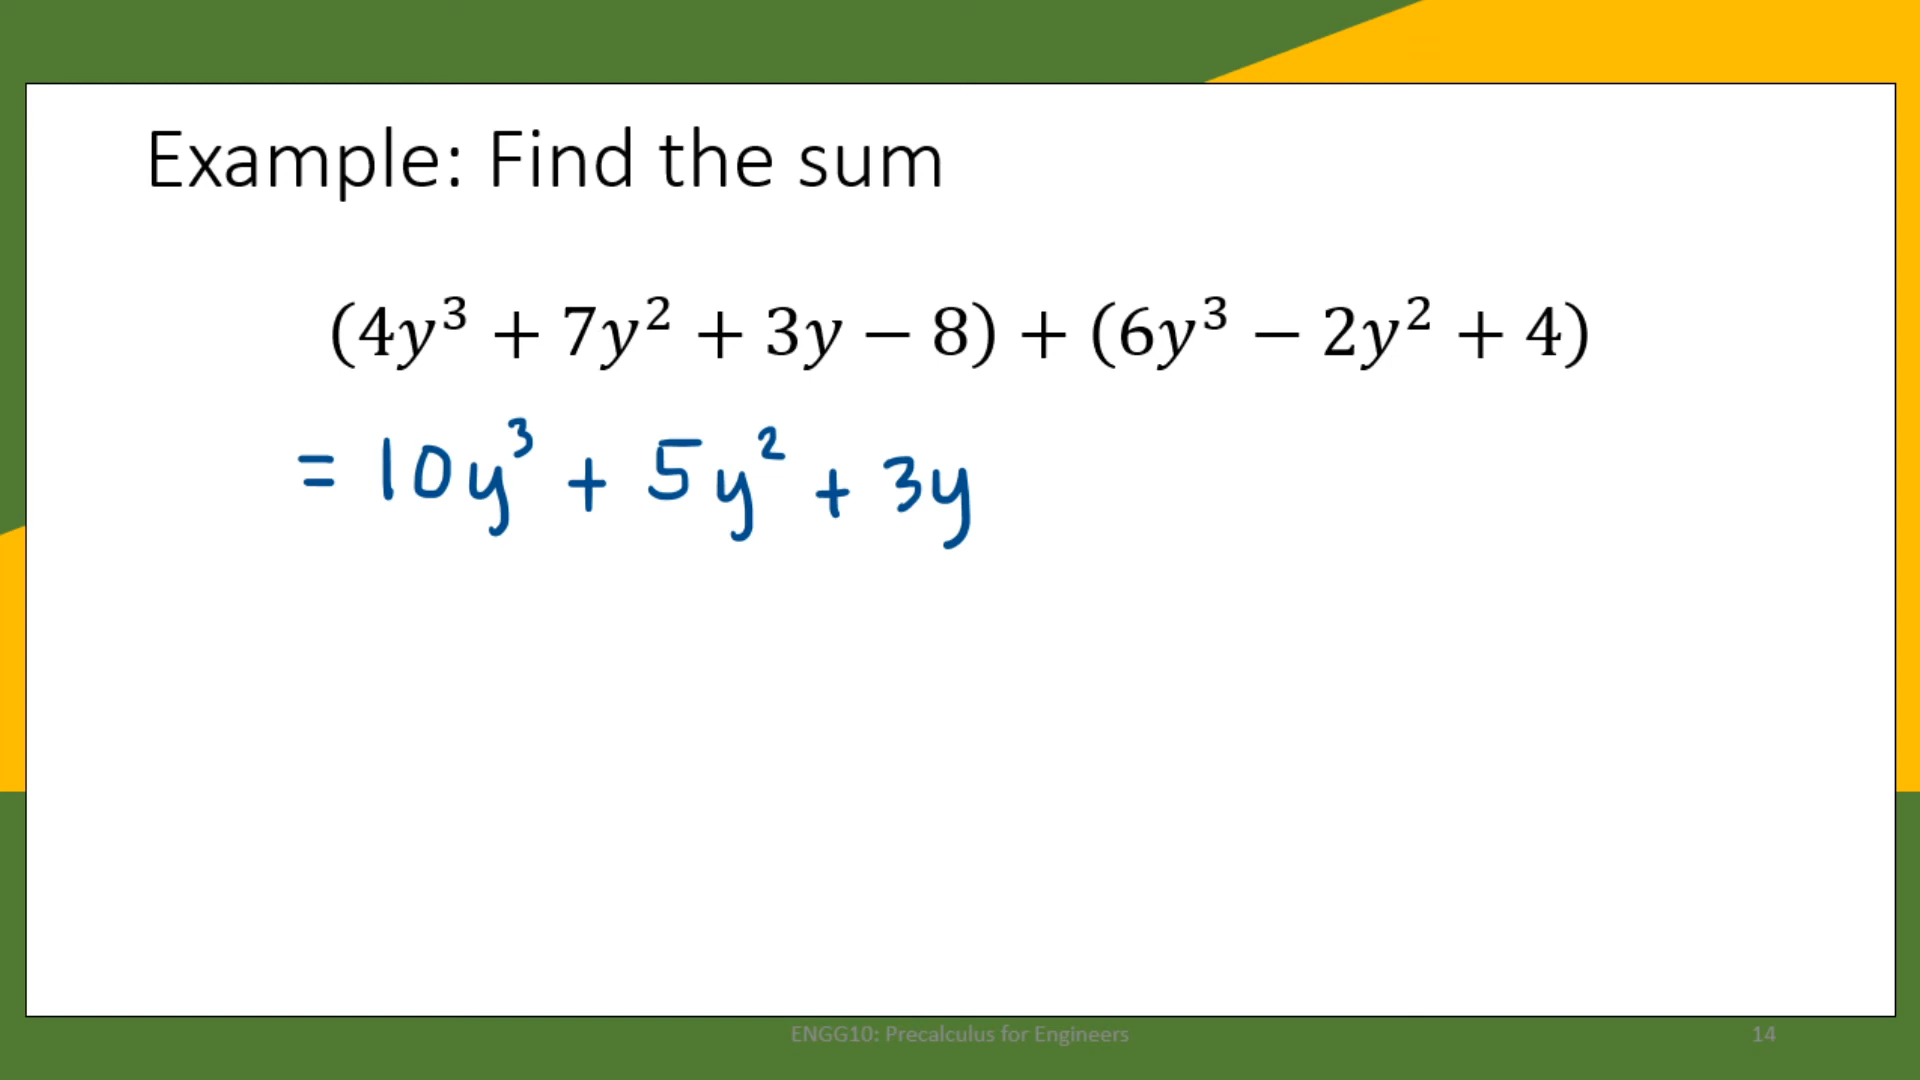 Example: Find the sum
(4y³ + 7y² + 3y − 8) + (6y³ − 2y² + 4)
= 10y³ + 5y² + 3y
ENGG10: Precalculus for Engineers
14